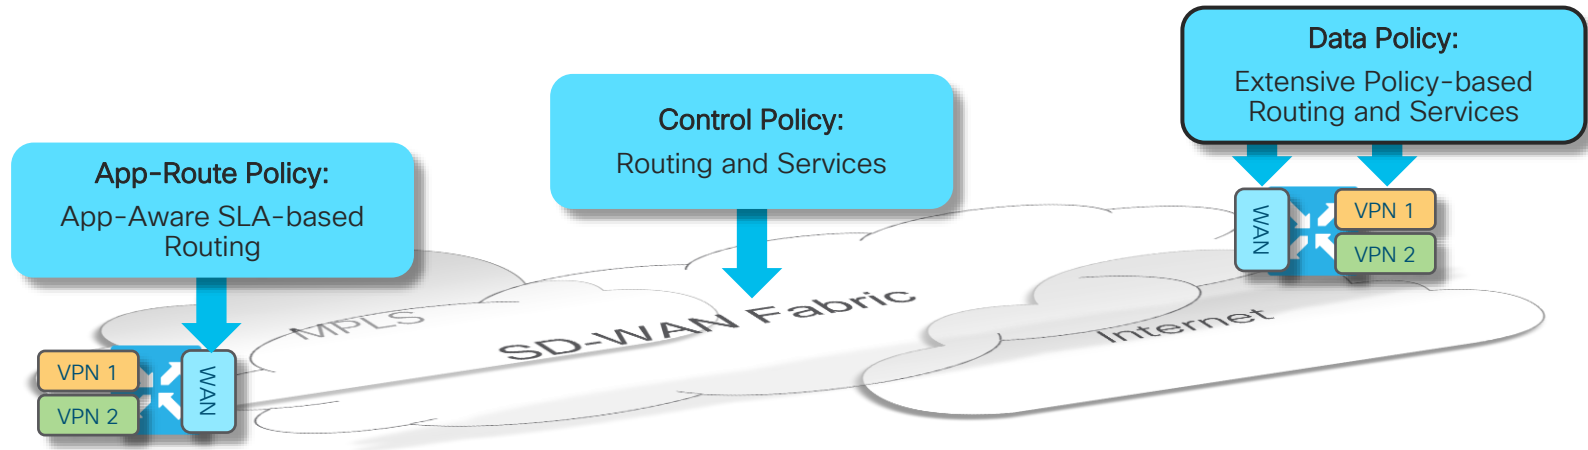 Data Policy:
Extensive Policy-based
Routing and Services
Control Policy:
Routing and Services
App-Route Policy:
App-Aware SLA-based
Routing
WAN
VPN 1
VPN 2
MPLS
SD-WAN Fabric
Internet
VPN 1
VPN 2
WAN